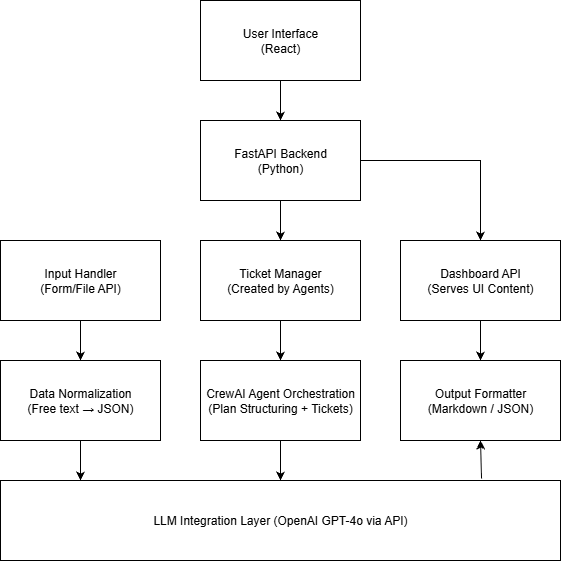 User Interface
(React)
FastAPI Backend
(Python)
Input Handler
(Form/File API)
Ticket Manager
(Created by Agents)
Dashboard API
(Serves UI Content)
Data Normalization
(Free text → JSON)
CrewAI Agent Orchestration
(Plan Structuring + Tickets)
Output Formatter
(Markdown / JSON)
LLM Integration Layer (OpenAI GPT-4o via API)